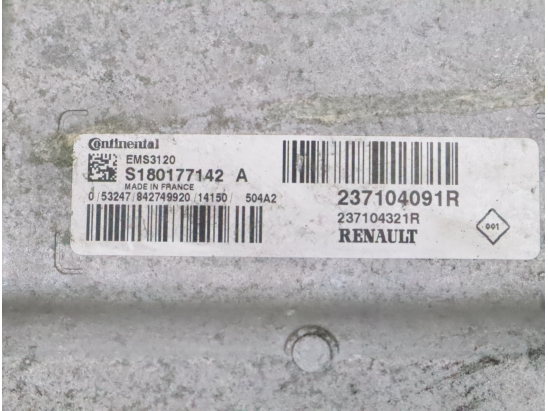 Continental
EMS3120
S180177142 A
MADE IN FRANCE
0 / 53247 / 842749920 / 14150 / 504A2
237104091R
237104321R
RENAULT
001